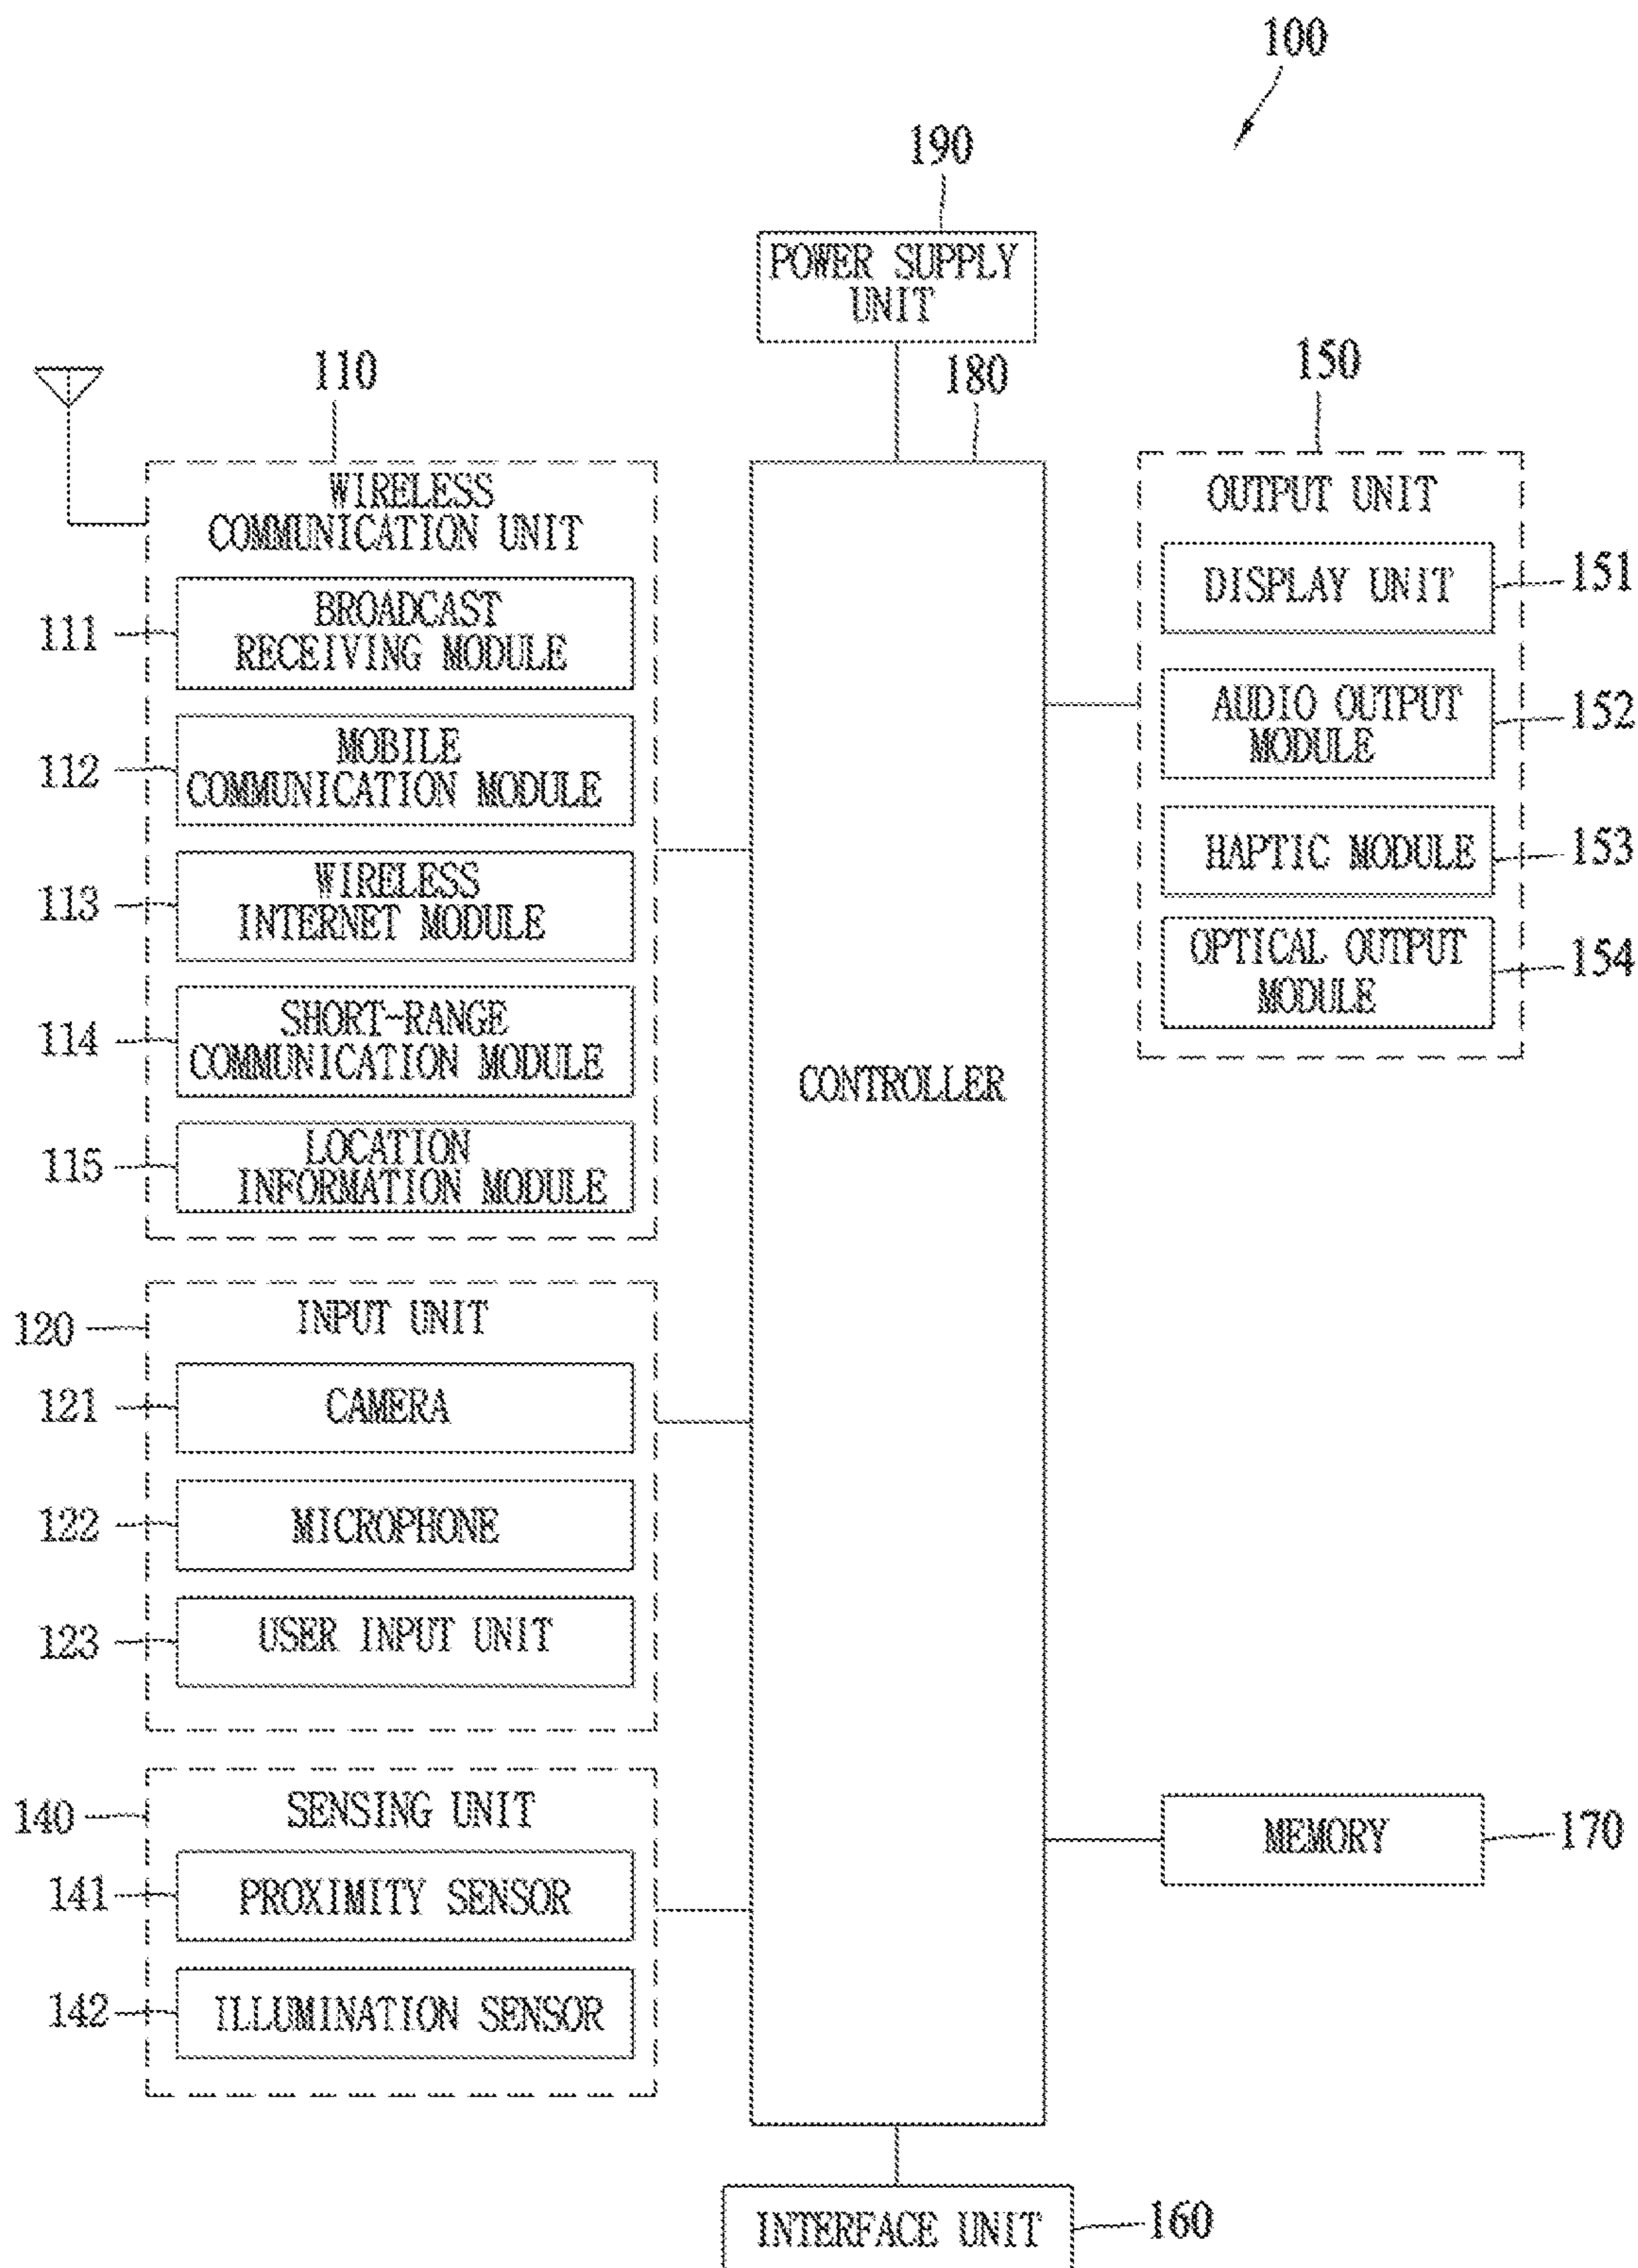 100
190
POWER SUPPLY
UNIT
110
180
150
WIRELESS
COMMUNICATION UNIT
111
BROADCAST
RECEIVING MODULE
112
MOBILE
COMMUNICATION MODULE
113
WIRELESS
INTERNET MODULE
114
SHORT-RANGE
COMMUNICATION MODULE
115
LOCATION
INFORMATION MODULE
120
INPUT UNIT
121
CAMERA
122
MICROPHONE
123
USER INPUT UNIT
140
SENSING UNIT
141
PROXIMITY SENSOR
142
ILLUMINATION SENSOR
CONTROLLER
OUTPUT UNIT
DISPLAY UNIT
151
AUDIO OUTPUT
MODULE
152
HAPTIC MODULE
153
OPTICAL OUTPUT
MODULE
154
MEMORY
170
INTERFACE UNIT
160